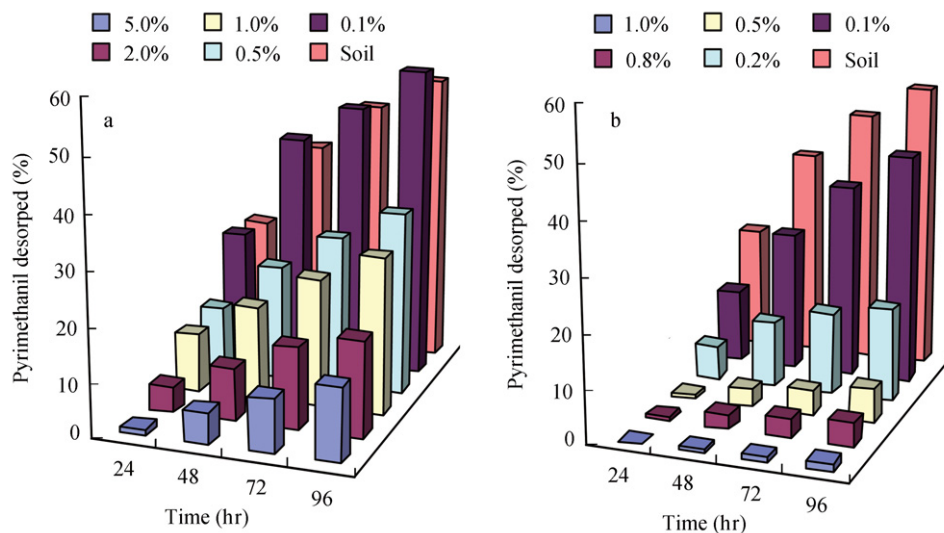 5.0% 1.0% 0.1%
2.0% 0.5% Soil
a
Pyrimethanil desorped (%)
60
50
40
30
20
10
0
24 48 72 96
Time (hr)
1.0% 0.5% 0.1%
0.8% 0.2% Soil
b
Pyrimethanil desorped (%)
60
50
40
30
20
10
0
24 48 72 96
Time (hr)